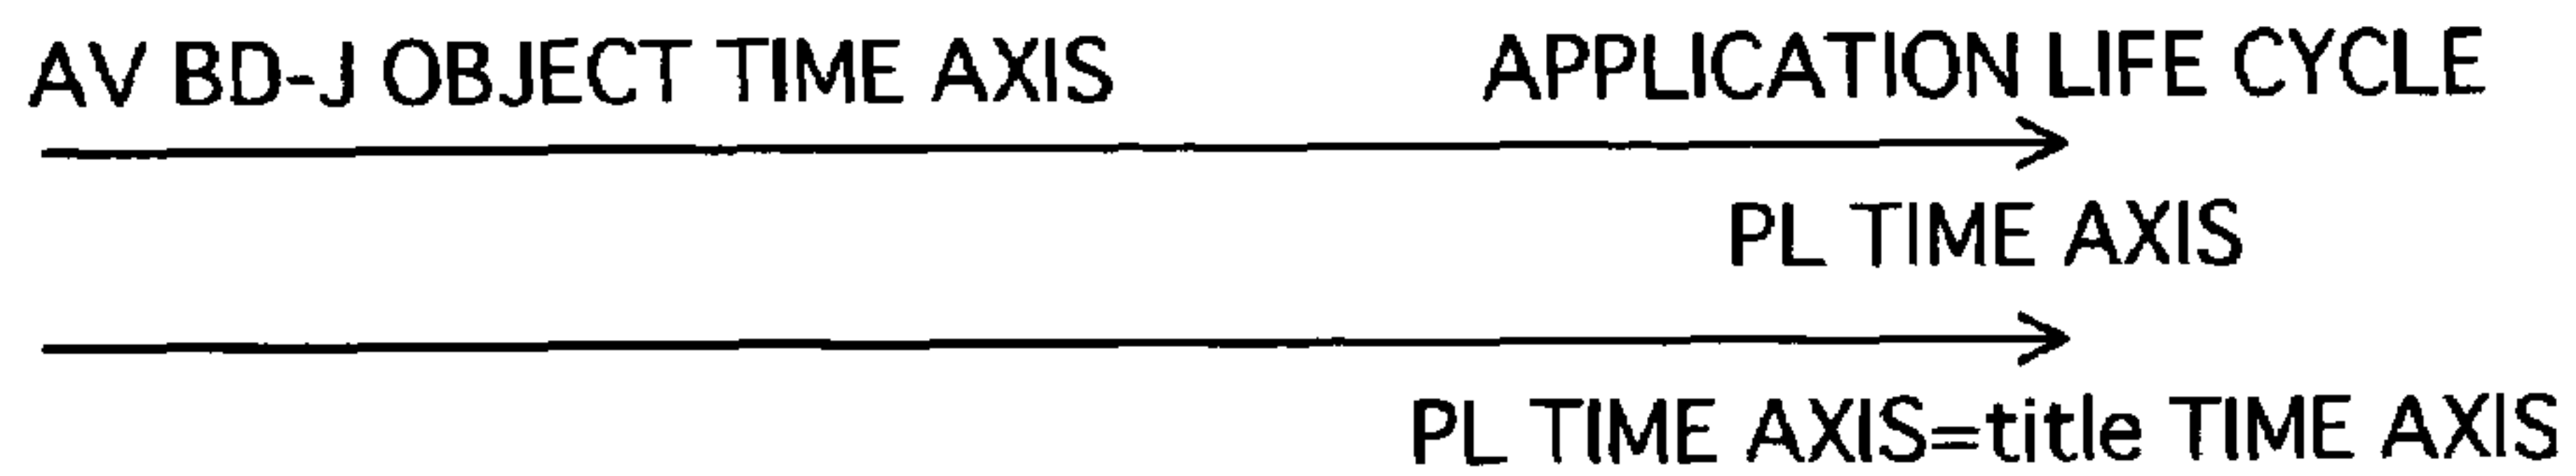 AV BD-J OBJECT TIME AXIS APPLICATION LIFE CYCLE
PL TIME AXIS
PL TIME AXIS=title TIME AXIS